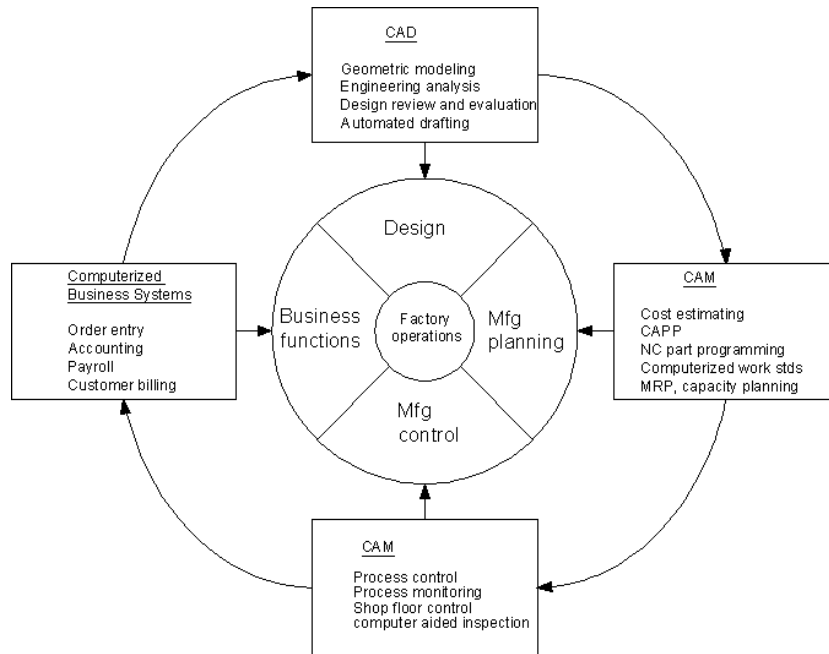 CAD
Geometric modeling
Engineering analysis
Design review and evaluation
Automated drafting
Design
Computerized
Business Systems
Order entry
Accounting
Payroll
Customer billing
Business
functions
Factory
operations
Mfg
planning
CAM
Cost estimating
CAPP
NC part programming
Computerized work stds
MRP, capacity planning
Mfg
control
CAM
Process control
Process monitoring
Shop floor control
computer aided inspection